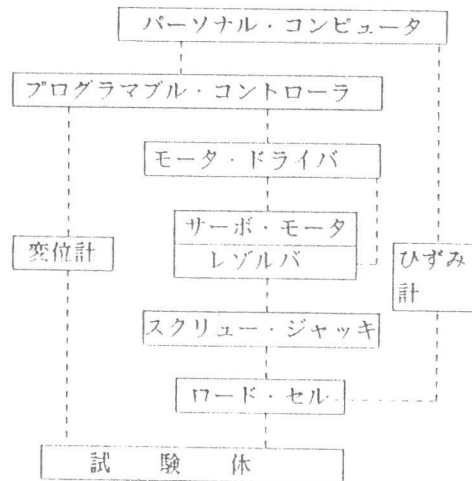 パーソナル・コンピュータ
プログラマブル・コントローラ
モータ・ドライバ
サーボ・モータ
レゾルバ
変位計
ひずみ
計
スクリュー・ジャッキ
ロード・セル
試 験 体